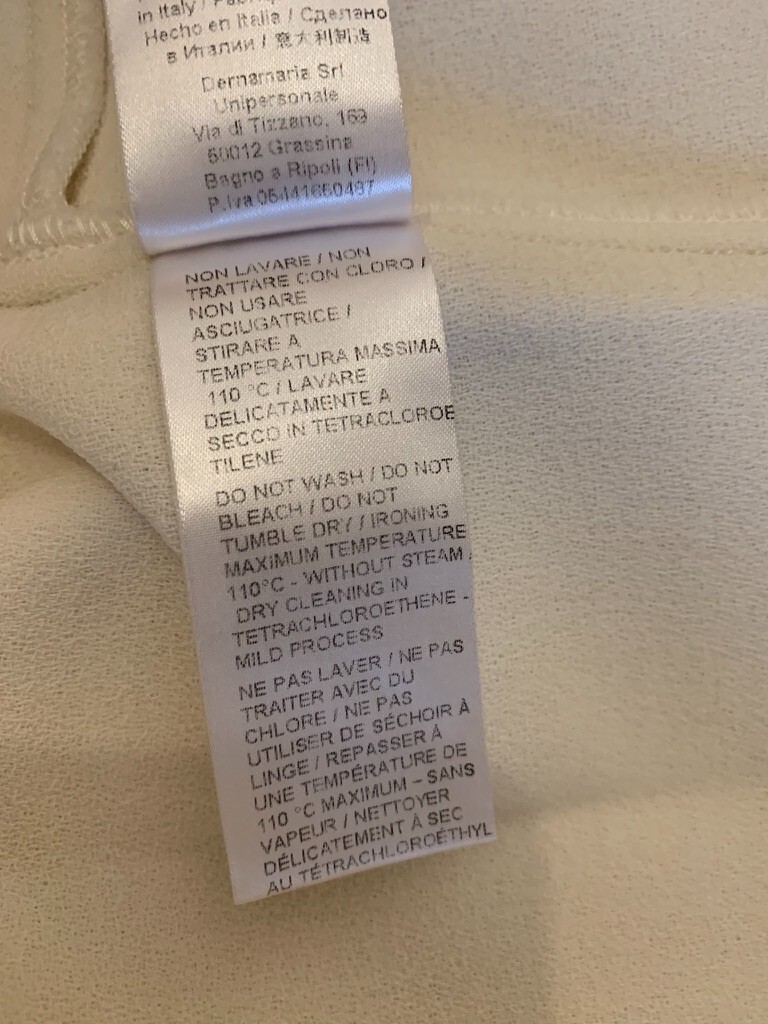 in Italy /
Hecho en Italia / Сделано
в Италии / 意大利制造
Dernamaria Srl
Unipersonale
Via di Tizzano, 169
50012 Grassina
Bagno a Ripoli (FI)
P.Iva 05441650487
NON LAVARE / NON
TRATTARE CON CLORO /
NON USARE
ASCIUGATRICE /
STIRARE A
TEMPERATURA MASSIMA
110 °C / LAVARE
DELICATAMENTE A
SECCO IN TETRACLOROE
TILENE
DO NOT WASH / DO NOT
BLEACH / DO NOT
TUMBLE DRY / IRONING
MAXIMUM TEMPERATURE
110°C - WITHOUT STEAM /
DRY CLEANING IN
TETRACHLOROETHENE -
MILD PROCESS
NE PAS LAVER / NE PAS
TRAITER AVEC DU
CHLORE / NE PAS
UTILISER DE SÉCHOIR À
LINGE / REPASSER À
UNE TEMPÉRATURE DE
110 °C MAXIMUM – SANS
VAPEUR / NETTOYER
DÉLICATEMENT À SEC
AU TÉTRACHLOROÉTHYL